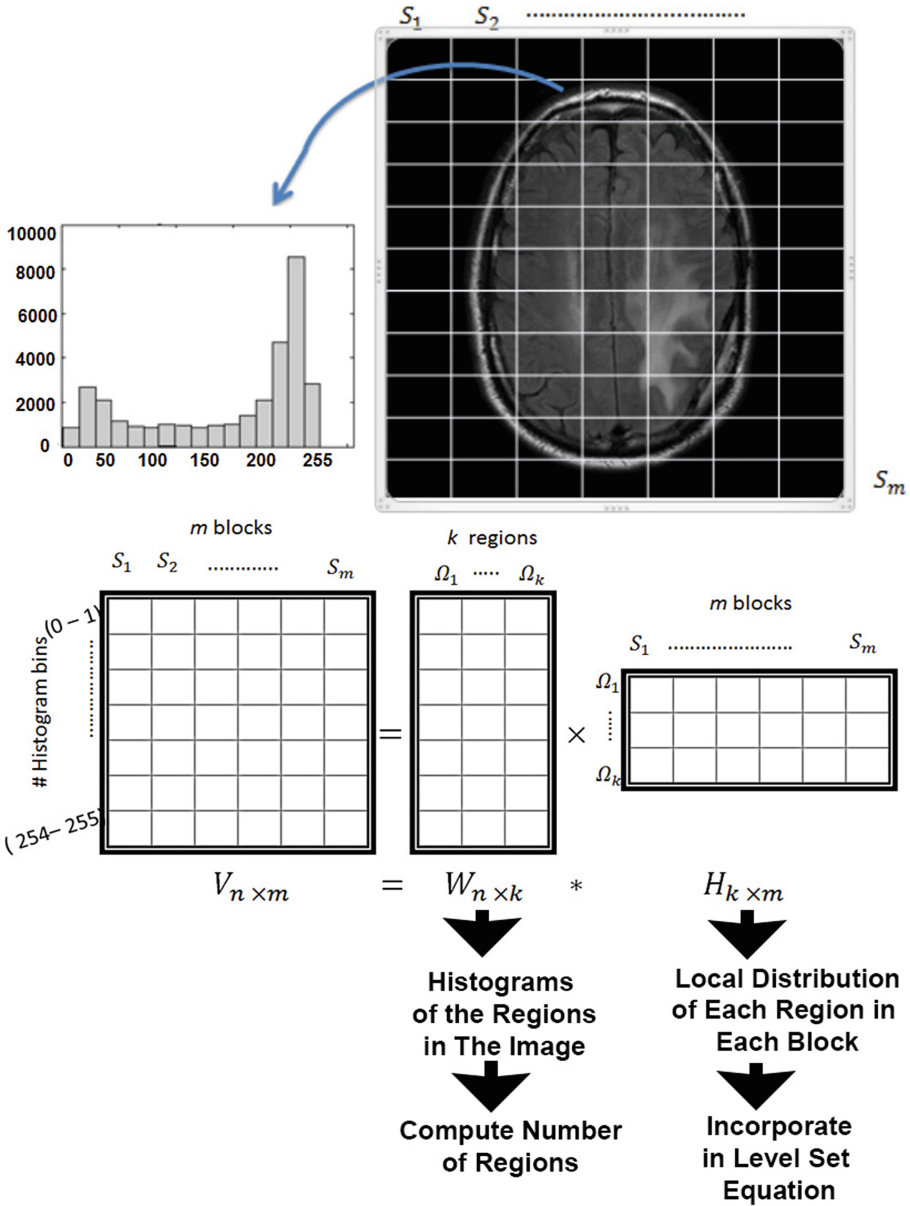 S₁ S₂ ..........................................
10000
8000
6000
4000
2000
0
0 50 100 150 200 255
Sₘ
m blocks
S₁ S₂ ............. Sₘ
k regions
Ω₁ ..... Ωₖ
m blocks
S₁ ...................... Sₘ
# Histogram bins
(0 – 1)
......................
( 254– 255)
=
×
Ω₁
......
Ωₖ
Vₙ ×ₘ = Wₙ ×ₖ * Hₖ ×ₘ
Histograms
of the Regions
in The Image
Compute Number
of Regions
Local Distribution
of Each Region in
Each Block
Incorporate
in Level Set
Equation